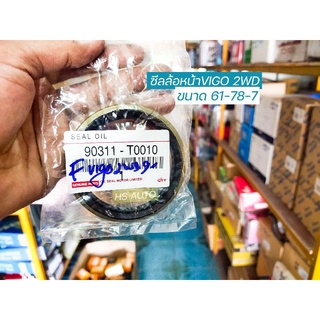 ซีลล้อหน้าVIGO 2WD
ขนาด 61-78-7
SEAL OIL
90311 - T0010
HS AUTO